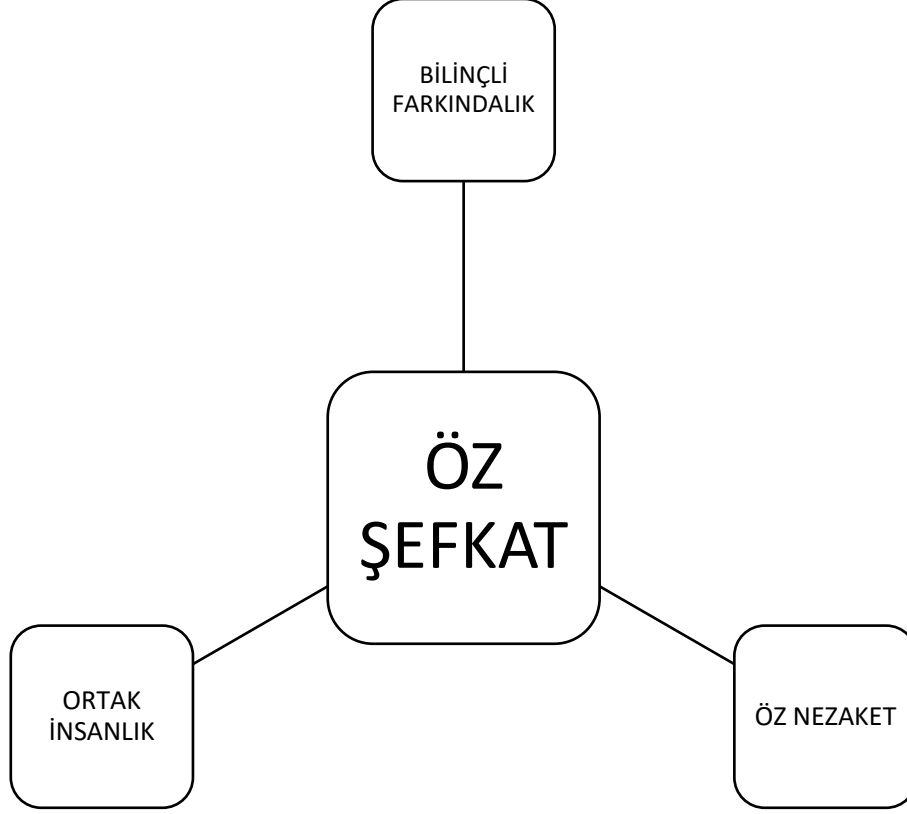 BİLİNÇLİ
FARKINDALIK
ÖZ
ŞEFKAT
ORTAK
İNSANLIK
ÖZ NEZAKET